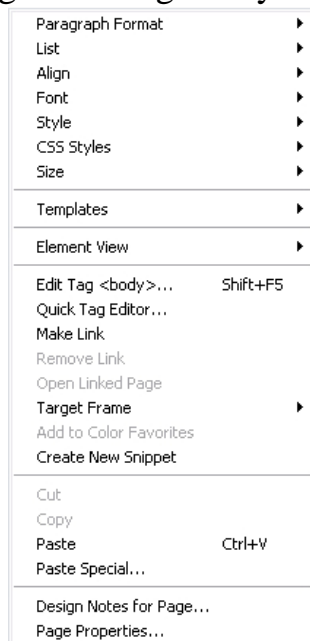 Paragraph Format
List
Align
Font
Style
CSS Styles
Size
Templates
Element View
Edit Tag <body>... Shift+F5
Quick Tag Editor...
Make Link
Remove Link
Open Linked Page
Target Frame
Add to Color Favorites
Create New Snippet
Cut
Copy
Paste Ctrl+V
Paste Special...
Design Notes for Page...
Page Properties...